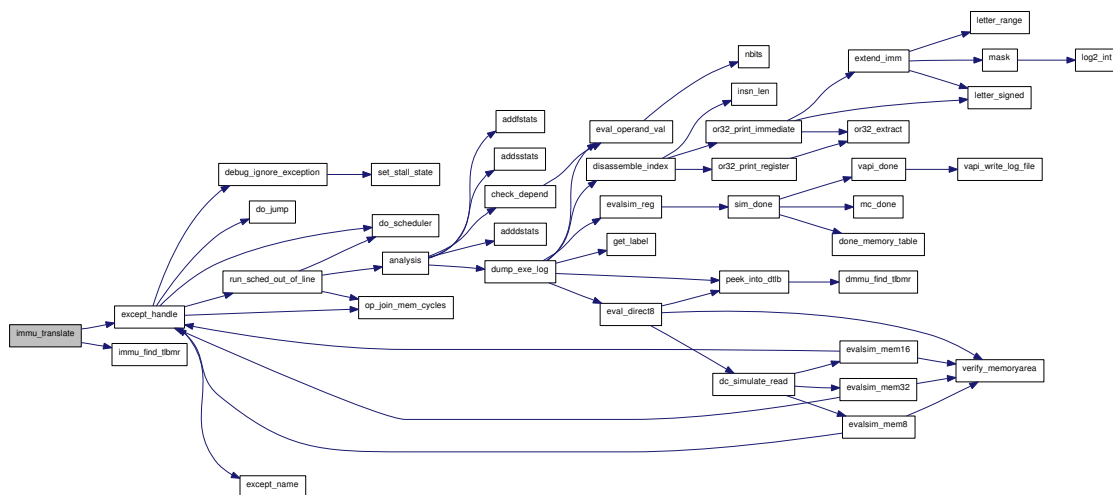 letter_range
nbits
extend_imm
mask
log2_int
insn_len
letter_signed
addfstats
eval_operand_val
or32_print_immediate
or32_extract
addsstats
disassemble_index
or32_print_register
vapi_done
vapi_write_log_file
debug_ignore_exception
set_stall_state
check_depend
evalsim_reg
sim_done
mc_done
do_jump
do_scheduler
adddstats
get_label
done_memory_table
analysis
dump_exe_log
run_sched_out_of_line
peek_into_dtlb
dmmu_find_tlbmr
op_join_mem_cycles
except_handle
eval_direct8
immu_translate
immu_find_tlbmr
evalsim_mem16
verify_memoryarea
dc_simulate_read
evalsim_mem32
evalsim_mem8
except_name